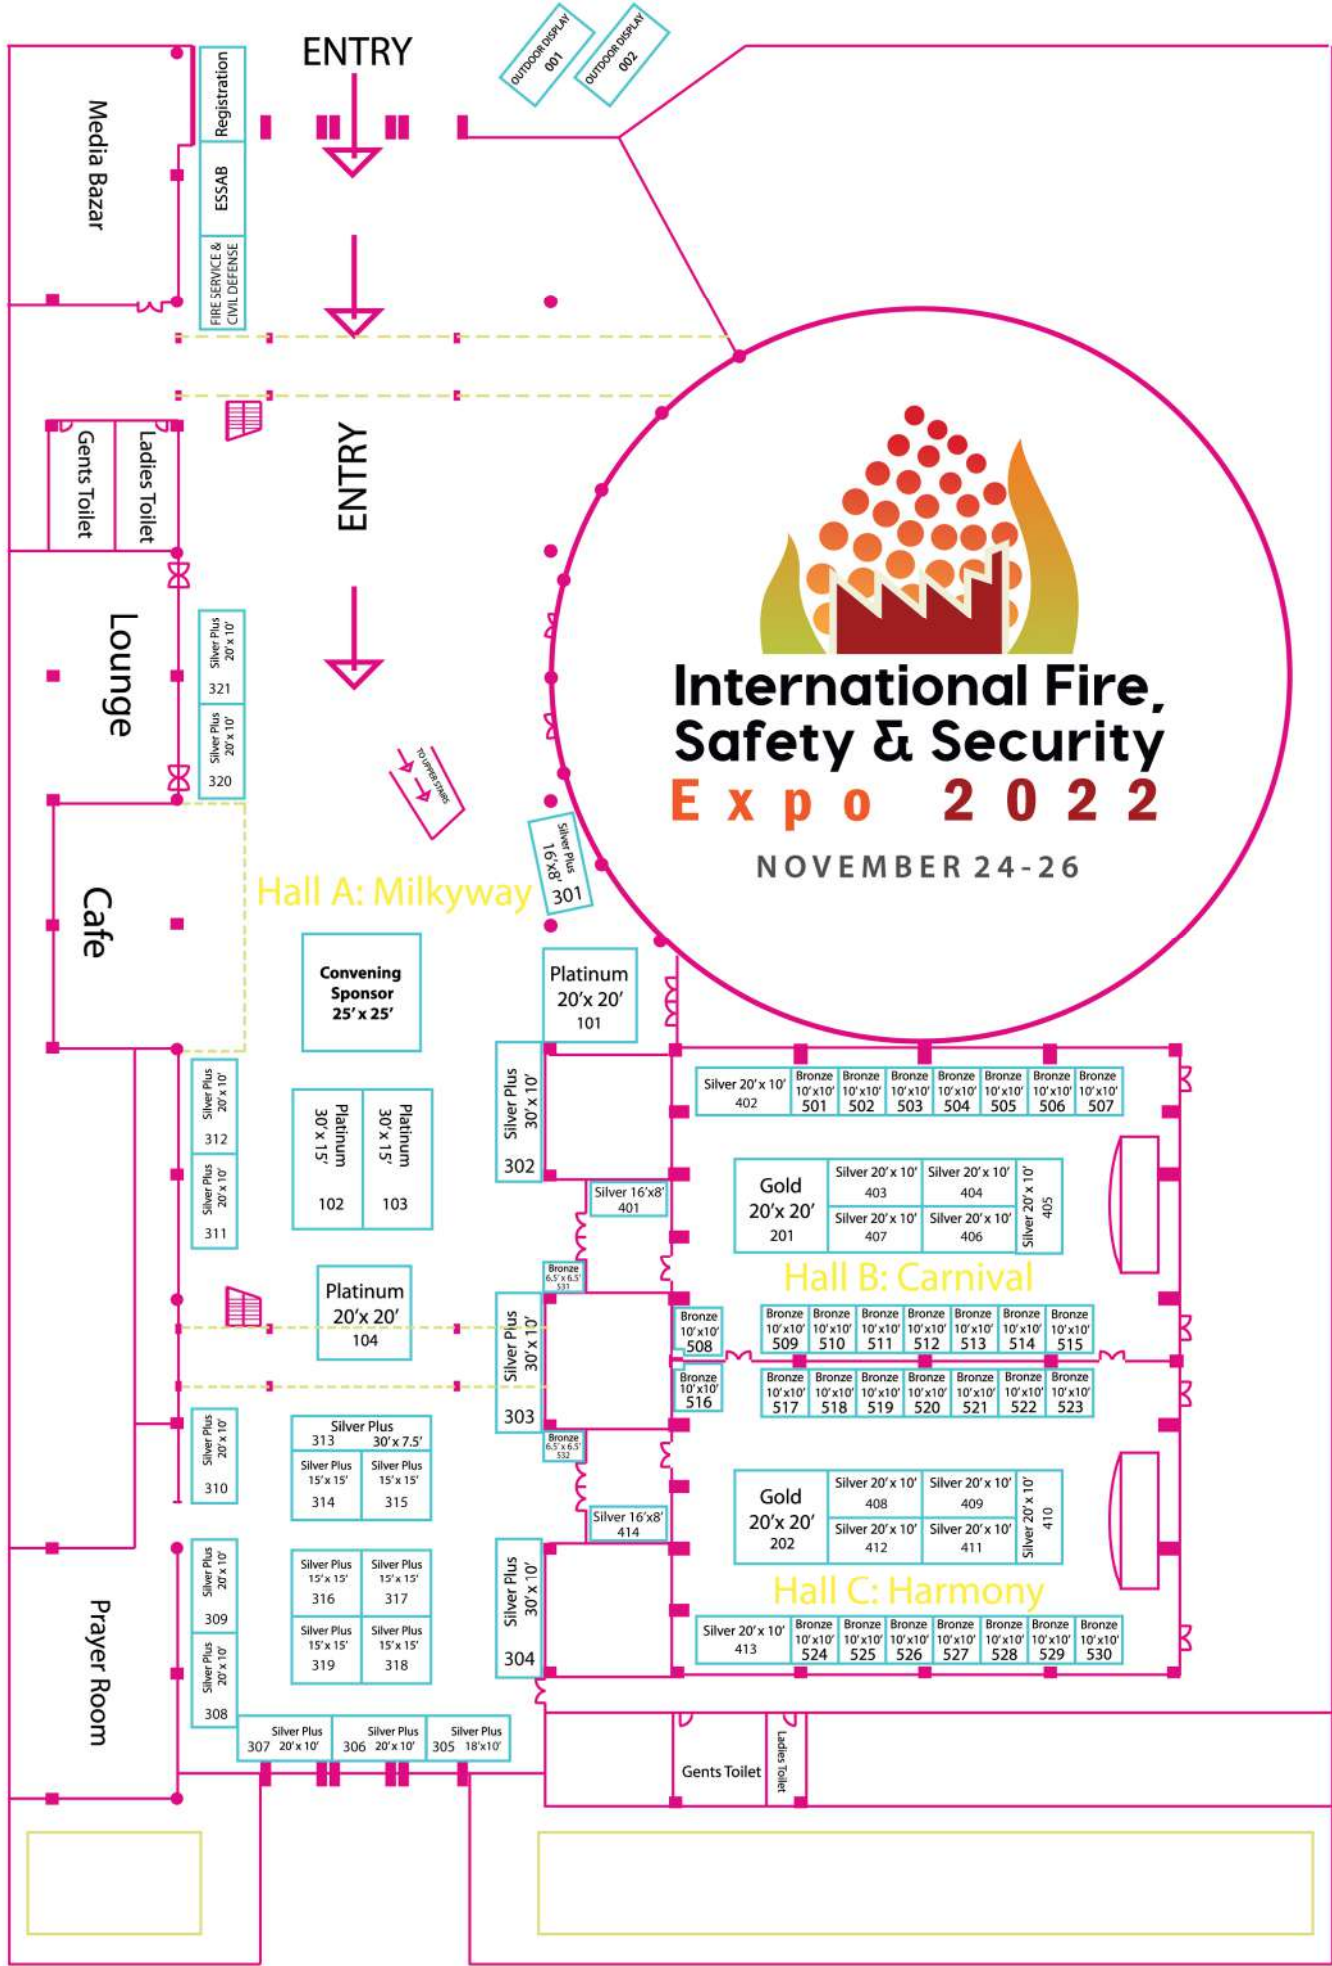 ENTRY
OUTDOOR DISPLAY
001
OUTDOOR DISPLAY
002
Media Bazar
Registration
ESSAB
FIRE SERVICE &
CIVIL DEFENSE
Gents Toilet
Ladies Toilet
ENTRY
International Fire,
Safety & Security
Expo 2022
NOVEMBER 24-26
Lounge
Silver Plus
20'x 10'
321
Silver Plus
20'x 10'
320
TO UPPER STAIRS
Silver Plus
16'x8'
301
Hall A: Milkyway
Cafe
Convening
Sponsor
25' x 25'
Platinum
20'x 20'
101
Silver Plus
20'x 10'
312
Silver Plus
20'x 10'
311
Platinum
30'x 15'
102
Platinum
30'x 15'
103
Silver Plus
30'x 10'
302
Silver 16'x8'
401
Silver 20'x 10'
402
Bronze
10'x10'
501
Bronze
10'x10'
502
Bronze
10'x10'
503
Bronze
10'x10'
504
Bronze
10'x10'
505
Bronze
10'x10'
506
Bronze
10'x10'
507
Gold
20'x 20'
201
Silver 20'x 10'
403
Silver 20'x 10'
404
Silver 20'x 10'
405
Silver 20'x 10'
407
Silver 20'x 10'
406
Hall B: Carnival
Platinum
20'x 20'
104
Bronze
6.5'x 6.5'
531
Silver Plus
30'x 10'
303
Bronze
6.5'x 6.5'
532
Bronze
10'x10'
508
Bronze
10'x10'
509
Bronze
10'x10'
510
Bronze
10'x10'
511
Bronze
10'x10'
512
Bronze
10'x10'
513
Bronze
10'x10'
514
Bronze
10'x10'
515
Bronze
10'x10'
516
Bronze
10'x10'
517
Bronze
10'x10'
518
Bronze
10'x10'
519
Bronze
10'x10'
520
Bronze
10'x10'
521
Bronze
10'x10'
522
Bronze
10'x10'
523
Silver Plus
20'x 10'
310
Silver Plus
313 30'x 7.5'
Silver Plus
15'x 15'
314
Silver Plus
15'x 15'
315
Silver 16'x8'
414
Gold
20'x 20'
202
Silver 20'x 10'
408
Silver 20'x 10'
409
Silver 20'x 10'
410
Silver 20'x 10'
412
Silver 20'x 10'
411
Hall C: Harmony
Prayer Room
Silver Plus
20'x 10'
309
Silver Plus
20'x 10'
308
Silver Plus
15'x 15'
316
Silver Plus
15'x 15'
317
Silver Plus
15'x 15'
319
Silver Plus
15'x 15'
318
Silver Plus
30'x 10'
304
Silver 20'x 10'
413
Bronze
10'x10'
524
Bronze
10'x10'
525
Bronze
10'x10'
526
Bronze
10'x10'
527
Bronze
10'x10'
528
Bronze
10'x10'
529
Bronze
10'x10'
530
Silver Plus
307 20'x 10'
Silver Plus
306 20'x 10'
Silver Plus
305 18'x10'
Gents Toilet
Ladies Toilet